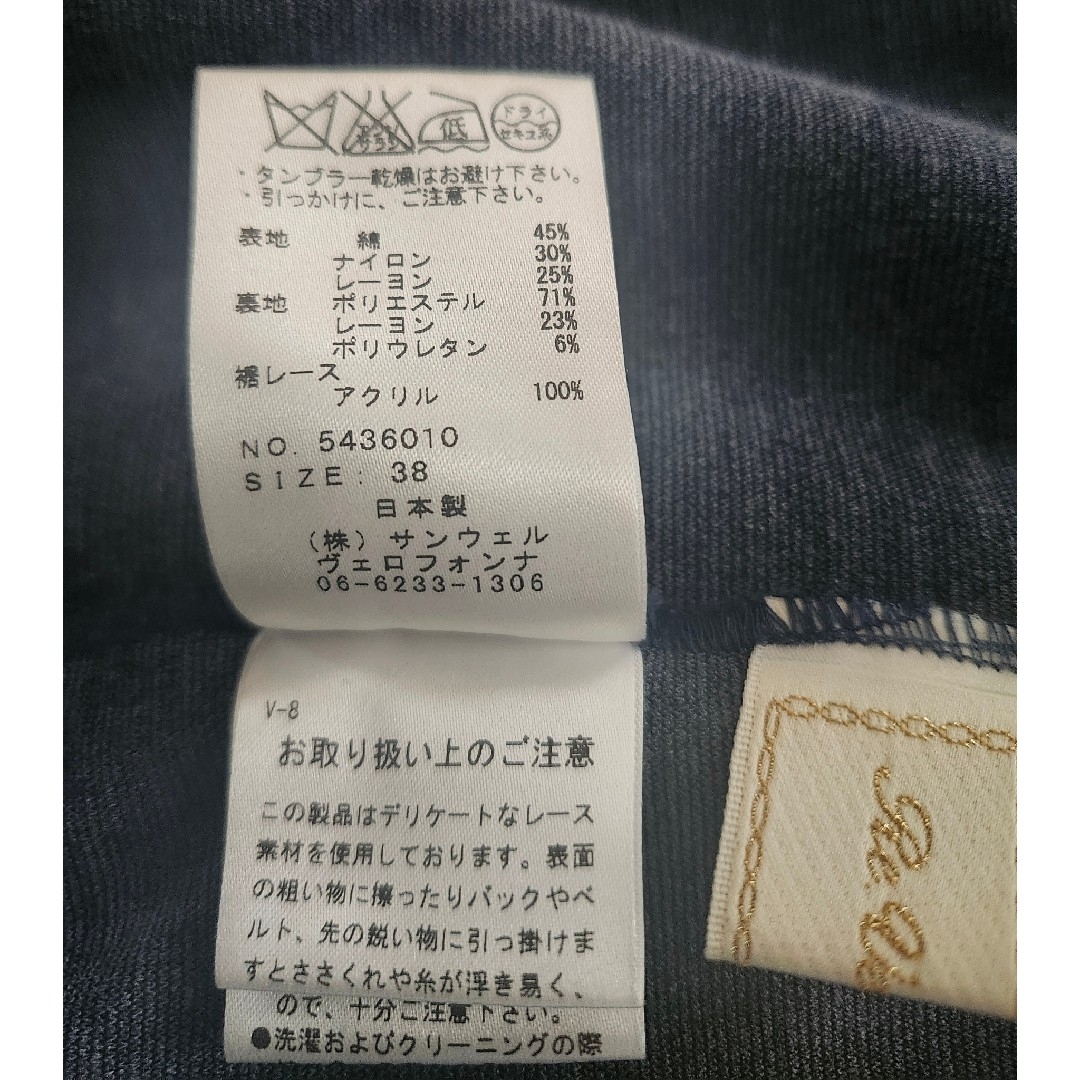 エンソ
サラシ
低
ドライ
セキユ系
・タンブラー乾燥はお避け下さい。
・引っかけに、ご注意下さい。
表地 綿 45%
ナイロン 30%
レーヨン 25%
裏地 ポリエステル 71%
レーヨン 23%
ポリウレタン 6%
裾レース
アクリル 100%
NO. 5436010
SIZE: 38
日本製
(株) サンウェル
ヴェロフォンナ
06-6233-1306
V-8
お取り扱い上のご注意
この製品はデリケートなレース
素材を使用しております。表面
の粗い物に擦ったりバックやベ
ルト、先の鋭い物に引っ掛けま
すとささくれや糸が浮き易く、
ので、十分ご注意下さい。
●洗濯およびクリーニングの際